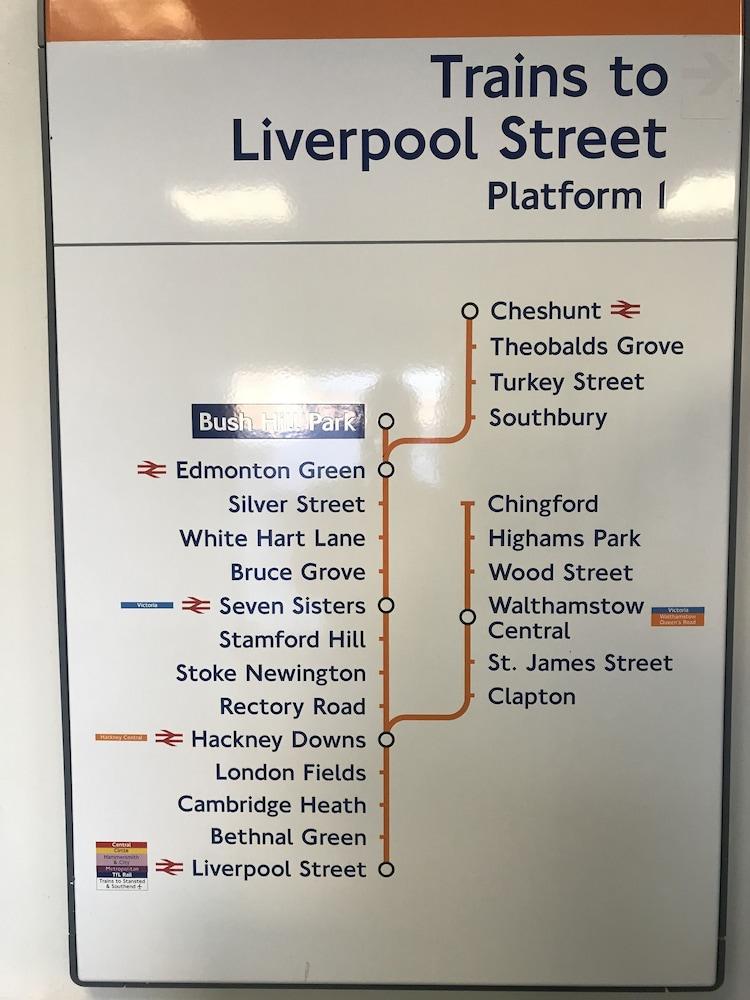 Trains to
Liverpool Street
Platform 1
Cheshunt
Theobalds Grove
Turkey Street
Southbury
Bush Hill Park
Edmonton Green
Silver Street
White Hart Lane
Bruce Grove
Victoria
Seven Sisters
Stamford Hill
Stoke Newington
Rectory Road
Hackney Central
Hackney Downs
London Fields
Cambridge Heath
Bethnal Green
Central
Circle
Hammersmith
& City
Metropolitan
TfL Rail
Trains to Stansted
& Southend
Liverpool Street
Chingford
Highams Park
Wood Street
Walthamstow
Central
Victoria
Walthamstow
Queen's Road
St. James Street
Clapton